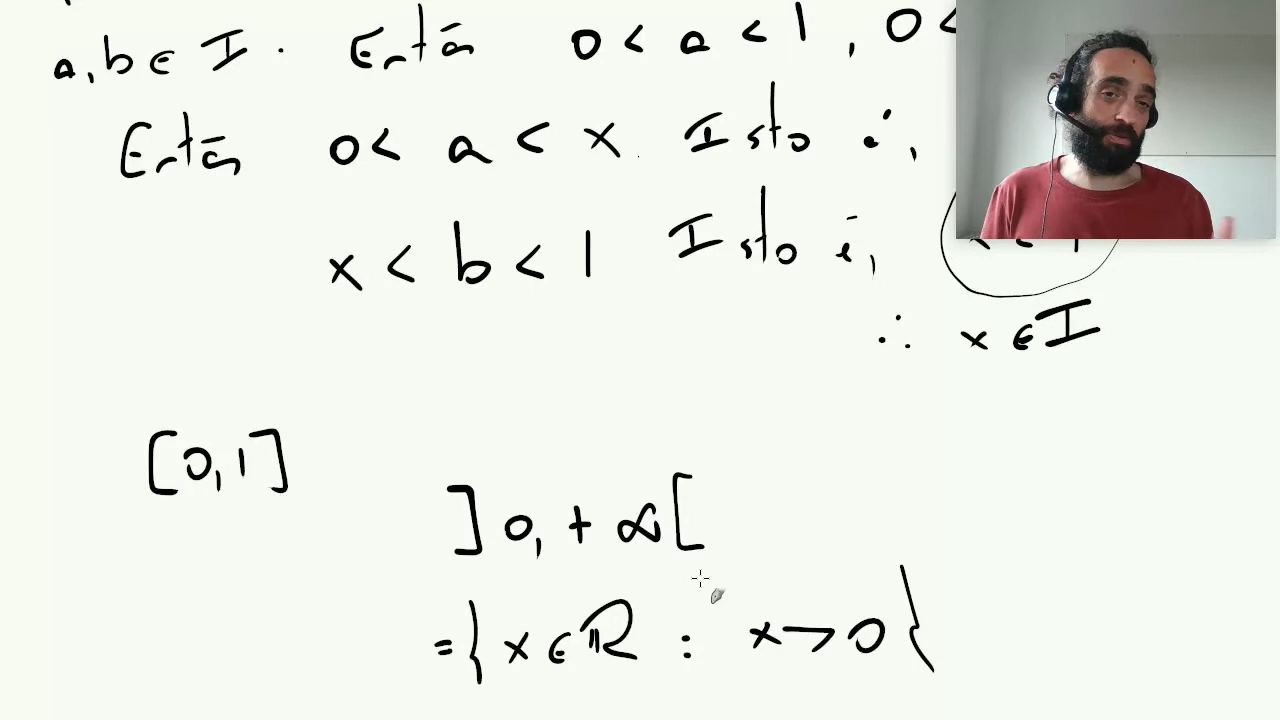 a, b ∈ I. Então 0 < a < 1, 0 <
Então 0 < a < x. Isto é,
x < b < 1 Isto é,
∴ x ∈ I
[0, 1]
]0, +∞[
= { x ∈ ℝ : x > 0 {